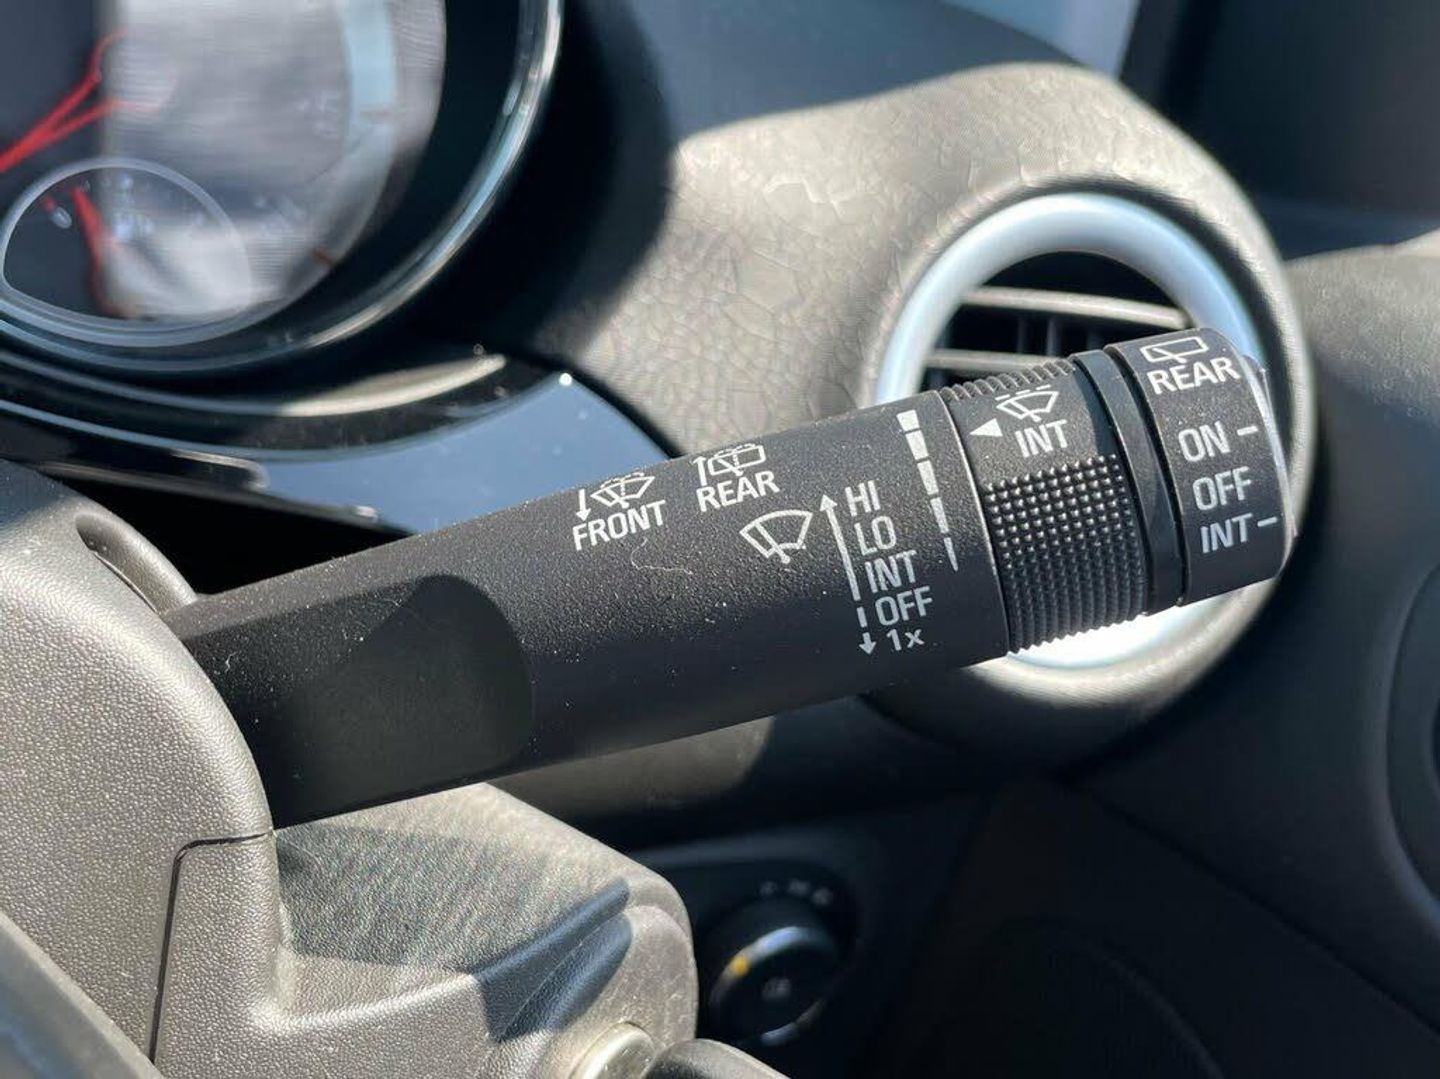 FRONT
REAR
HI
LO
INT
OFF
1x
INT
REAR
ON
OFF
INT